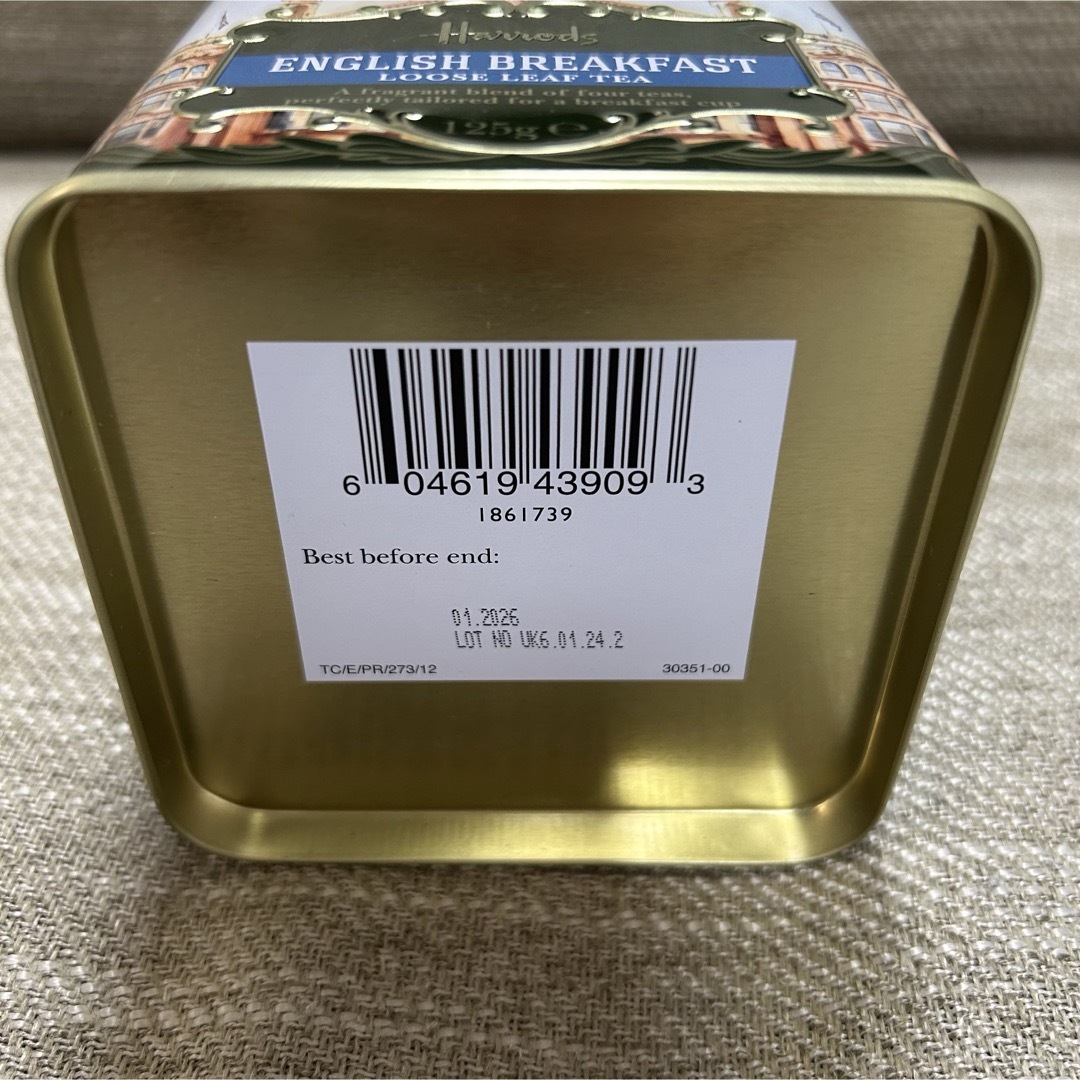 Harrods
ENGLISH BREAKFAST
LOOSE LEAF TEA
A fragrant blend of four teas,
perfectly tailored for a breakfast cup
125g ℮
6 04619 43909 3
1861739
Best before end:
01.2026
LOT NO UK6.01.24.2
TC/E/PR/273/12 30351-00